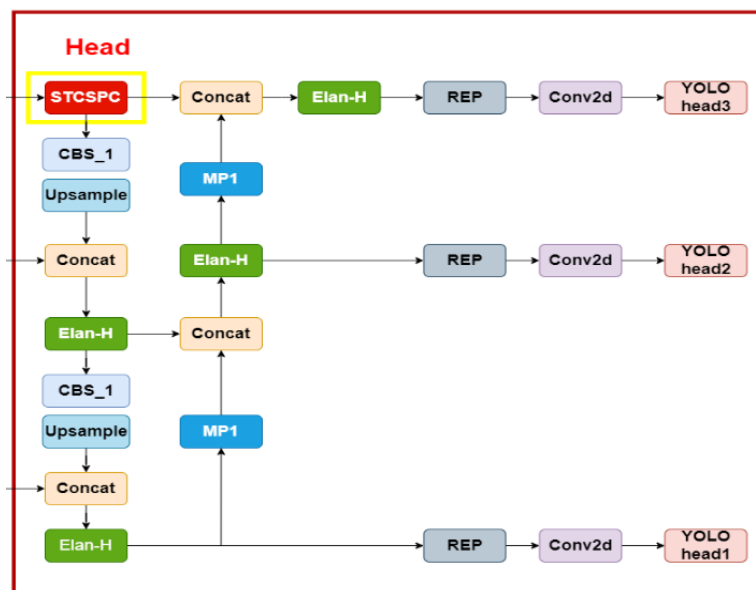 Head
STCSPC
Concat
Elan-H
REP
Conv2d
YOLO
head3
CBS_1
MP1
Upsample
Concat
Elan-H
REP
Conv2d
YOLO
head2
Elan-H
Concat
CBS_1
Upsample
MP1
Concat
Elan-H
REP
Conv2d
YOLO
head1